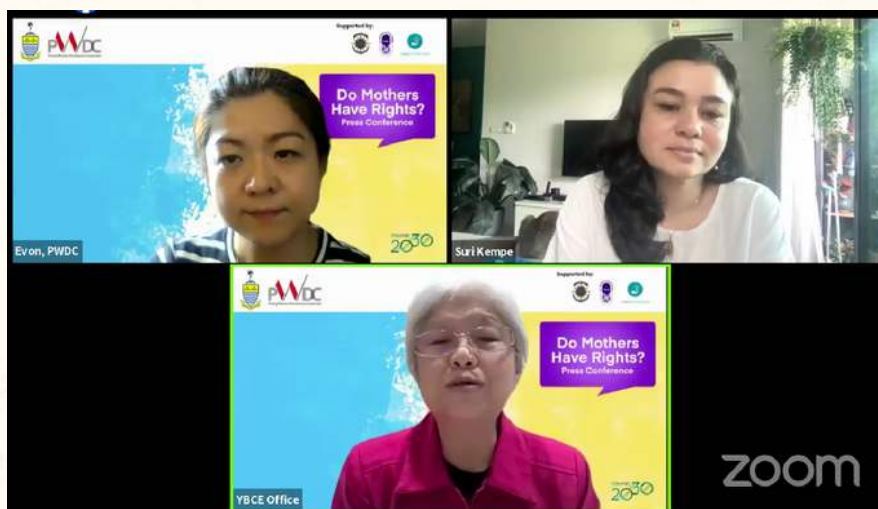 PWDC
Supported by:
Do Mothers
Have Rights?
Press Conference
2030
Evon, PWDC
Suri Kempe
PWDC
Supported by:
Do Mothers
Have Rights?
Press Conference
2030
YBCE Office
zoom